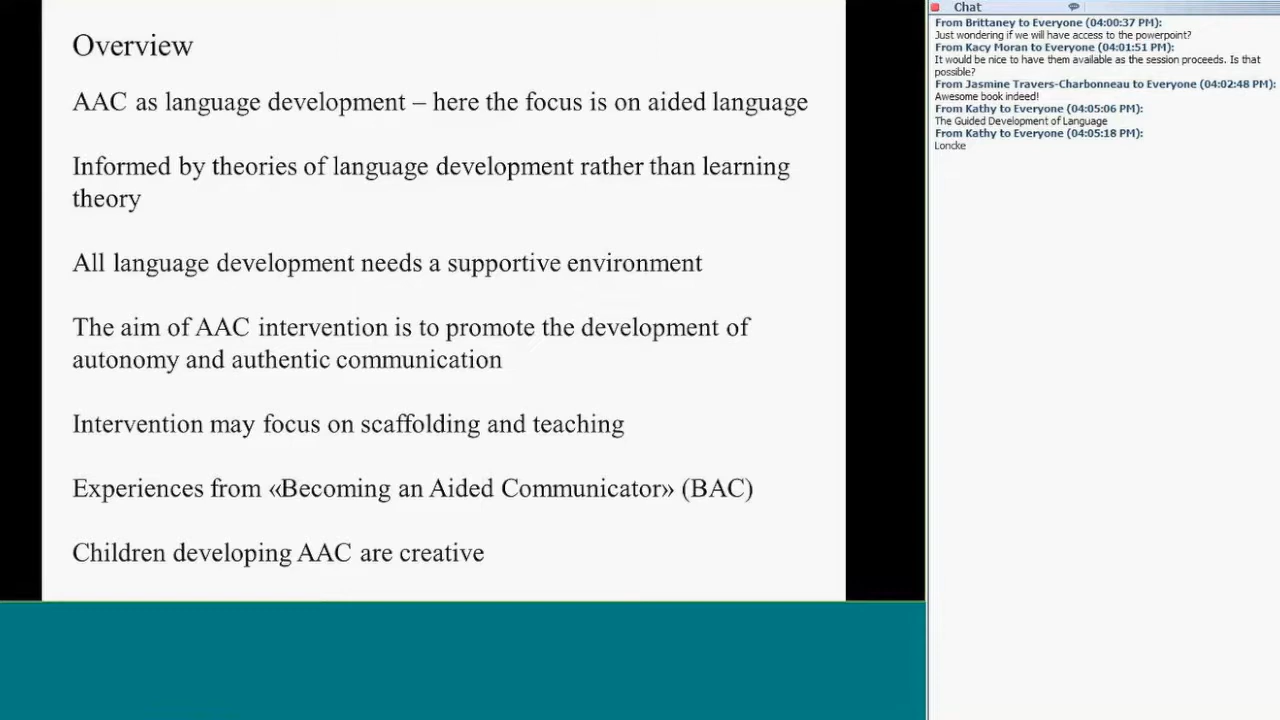 Overview
AAC as language development – here the focus is on aided language
Informed by theories of language development rather than learning
theory
All language development needs a supportive environment
The aim of AAC intervention is to promote the development of
autonomy and authentic communication
Intervention may focus on scaffolding and teaching
Experiences from «Becoming an Aided Communicator» (BAC)
Children developing AAC are creative
Chat
From Brittaney to Everyone (04:00:37 PM):
Just wondering if we will have access to the powerpoint?
From Kacy Moran to Everyone (04:01:51 PM):
It would be nice to have them available as the session proceeds. Is that
possible?
From Jasmine Travers-Charbonneau to Everyone (04:02:48 PM):
Awesome book indeed!
From Kathy to Everyone (04:05:06 PM):
The Guided Development of Language
From Kathy to Everyone (04:05:18 PM):
Loncke